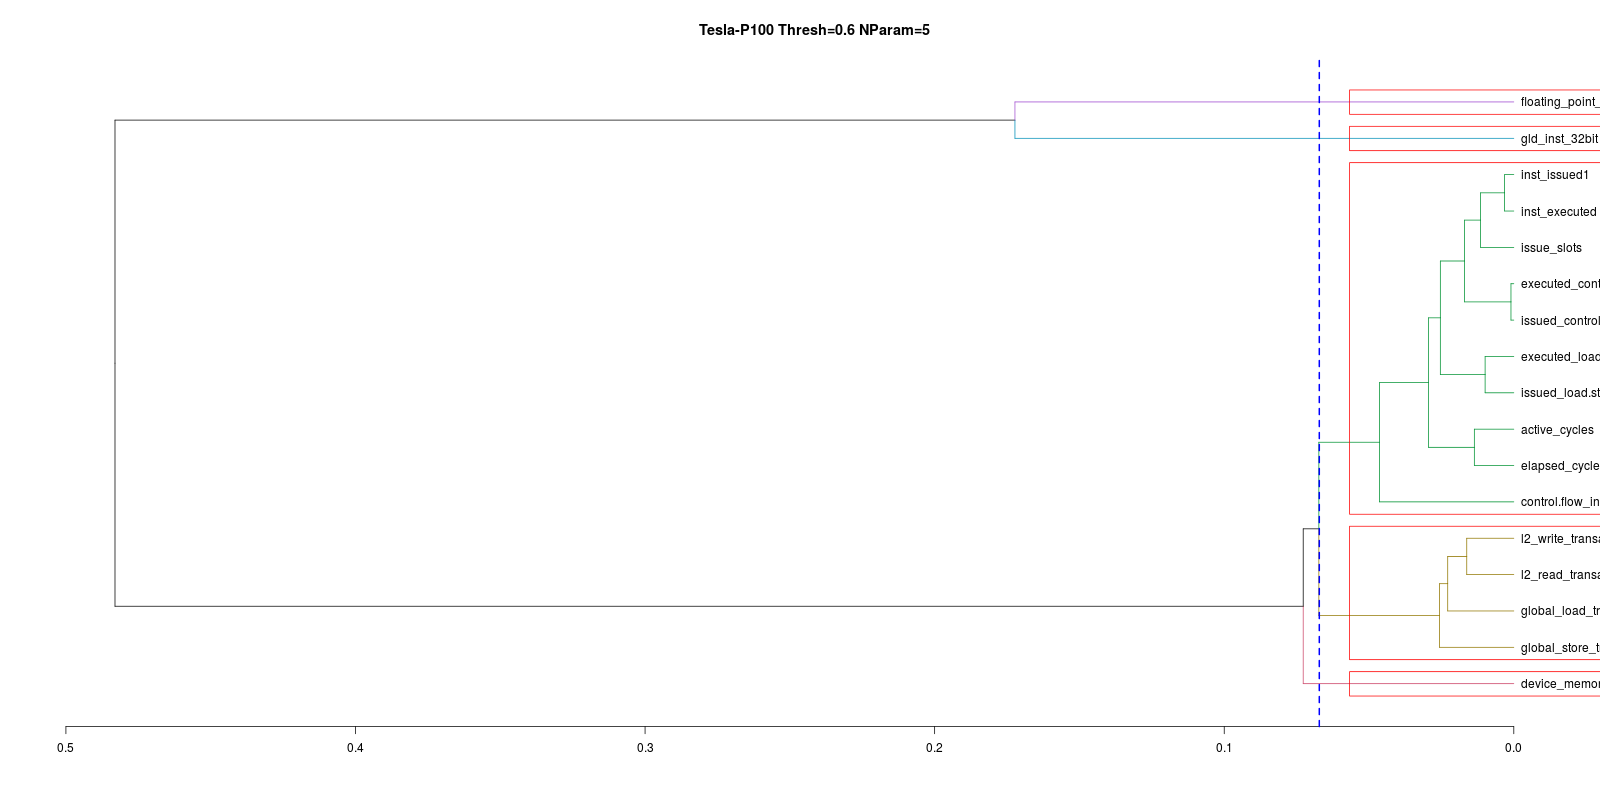 Tesla-P100 Thresh=0.6 NParam=5
floating_point_
gld_inst_32bit
inst_issued1
inst_executed
issue_slots
executed_cont
issued_control
executed_load
issued_load.st
active_cycles
elapsed_cycle
control.flow_in
l2_write_transa
l2_read_transa
global_load_tr
global_store_t
device_memor
0.5 0.4 0.3 0.2 0.1 0.0